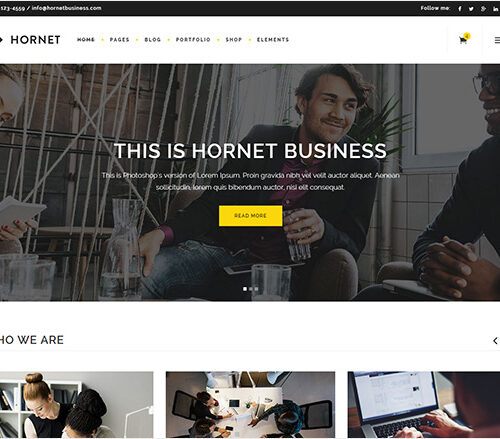 123-4559 / info@hornetbusiness.com
Follow me:
HORNET
HOME
PAGES
BLOG
PORTFOLIO
SHOP
ELEMENTS
THIS IS HORNET BUSINESS
This is Photoshop's version of Lorem Ipsum. Proin gravida nibh vel velit auctor aliquet. Aenean
sollicitudin, lorem quis bibendum auctor, nisi elit consequat.
READ MORE
HO WE ARE